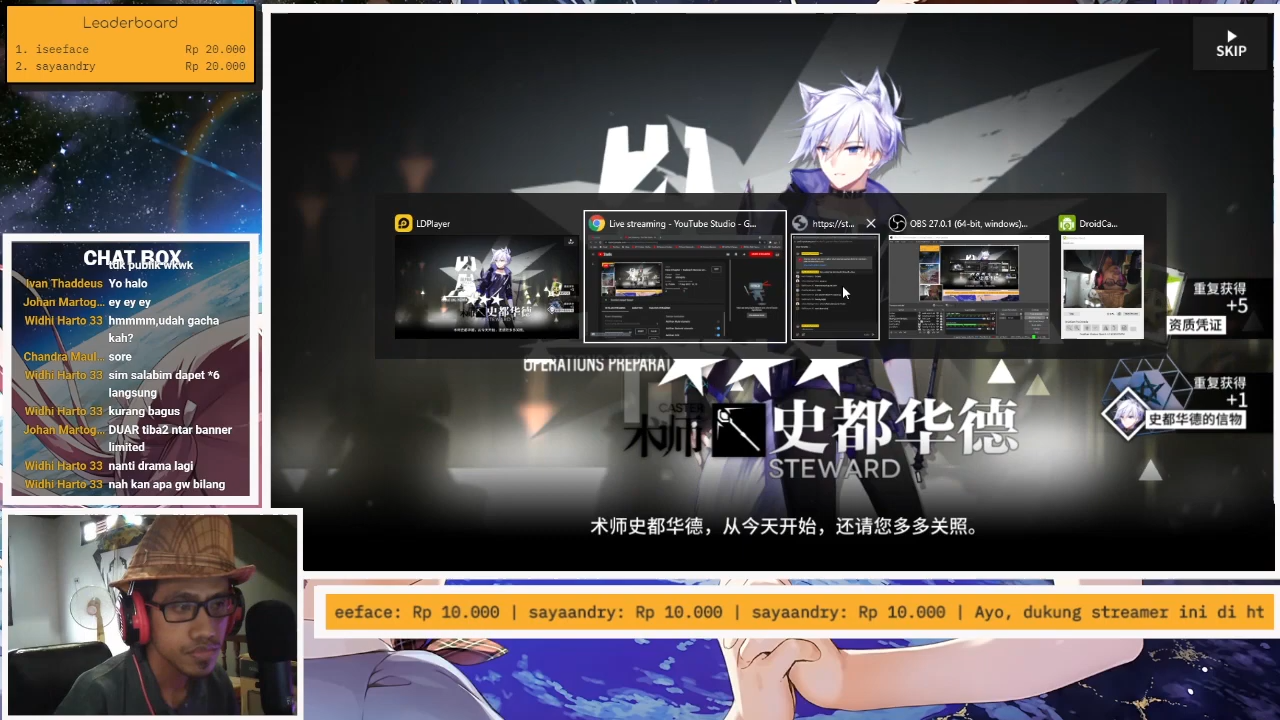 Leaderboard
1. iseeface Rp 20.000
2. sayaandry Rp 20.000
CHAT BOX
Ivan Thaddeus Yo halo
Johan Martog... ey ey ey
Widhi Harto 33 hummm udah gacha
kah?
Chandra Maul... sore
Widhi Harto 33 sim salabim dapet *6
langsung
Widhi Harto 33 kurang bagus
Johan Martog... DUAR tiba2 ntar banner
limited
Widhi Harto 33 nanti drama lagi
Widhi Harto 33 nah kan apa gw bilang
SKIP
LDPlayer
Live streaming - YouTube Studio - G...
https://st...
OBS 27.0.1 (64-bit, windows)...
DroidCa...
重复获得
+5
资质凭证
OPERATIONS PREPARAT
重复获得
+1
史都华德的信物
CASTER
术师
史都华德
STEWARD
术师史都华德，从今天开始，还请您多多关照。
eeface: Rp 10.000 | sayaandry: Rp 10.000 | sayaandry: Rp 10.000 | Ayo, dukung streamer ini di ht